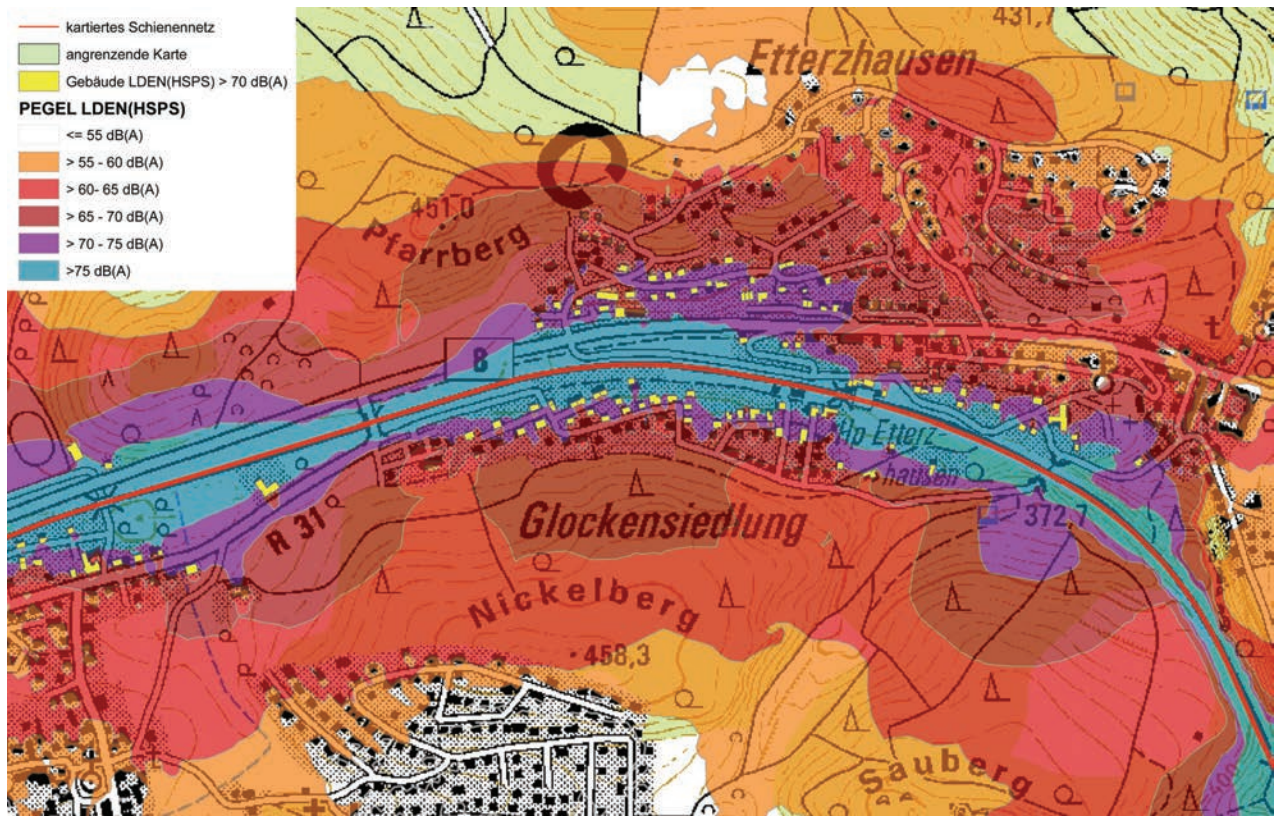 kartiertes Schienennetz
angrenzende Karte
Gebäude LDEN(HSPS) > 70 dB(A)
PEGEL LDEN(HSPS)
<= 55 dB(A)
> 55 - 60 dB(A)
> 60- 65 dB(A)
> 65 - 70 dB(A)
> 70 - 75 dB(A)
>75 dB(A)
431,7
Etterzhausen
451,0
Pfarrberg
8
Hp Etterz-
hausen
R 31
Glockensiedlung
372,7
Nickelberg
458,3
Sauberg